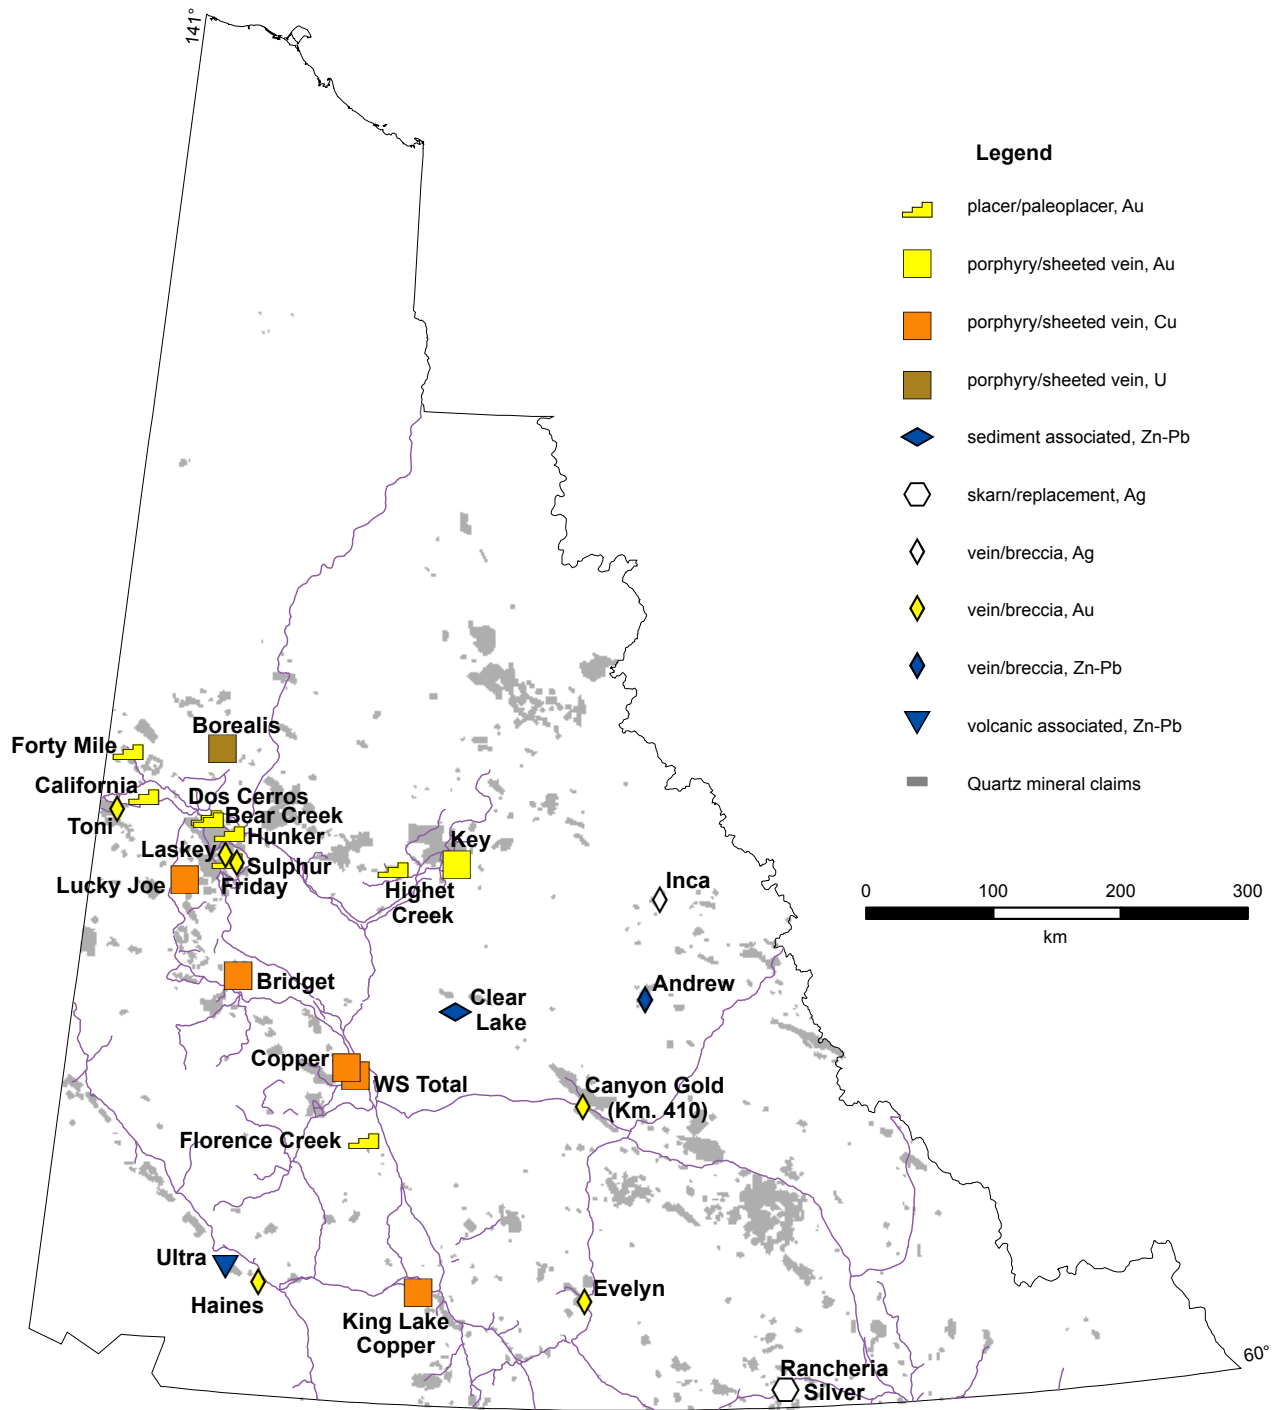 141°
Legend
placer/paleoplacer, Au
porphyry/sheeted vein, Au
porphyry/sheeted vein, Cu
porphyry/sheeted vein, U
sediment associated, Zn-Pb
skarn/replacement, Ag
vein/breccia, Ag
vein/breccia, Au
vein/breccia, Zn-Pb
volcanic associated, Zn-Pb
Quartz mineral claims
Borealis
Forty Mile
California
Toni
Dos Cerros
Bear Creek
Hunker
Laskey
Sulphur
Friday
Lucky Joe
Key
Highet
Creek
Inca
0 100 200 300
km
Bridget
Clear
Lake
Andrew
Copper
WS Total
Canyon Gold
(Km. 410)
Florence Creek
Ultra
Haines
King Lake
Copper
Evelyn
Rancheria
Silver
60°